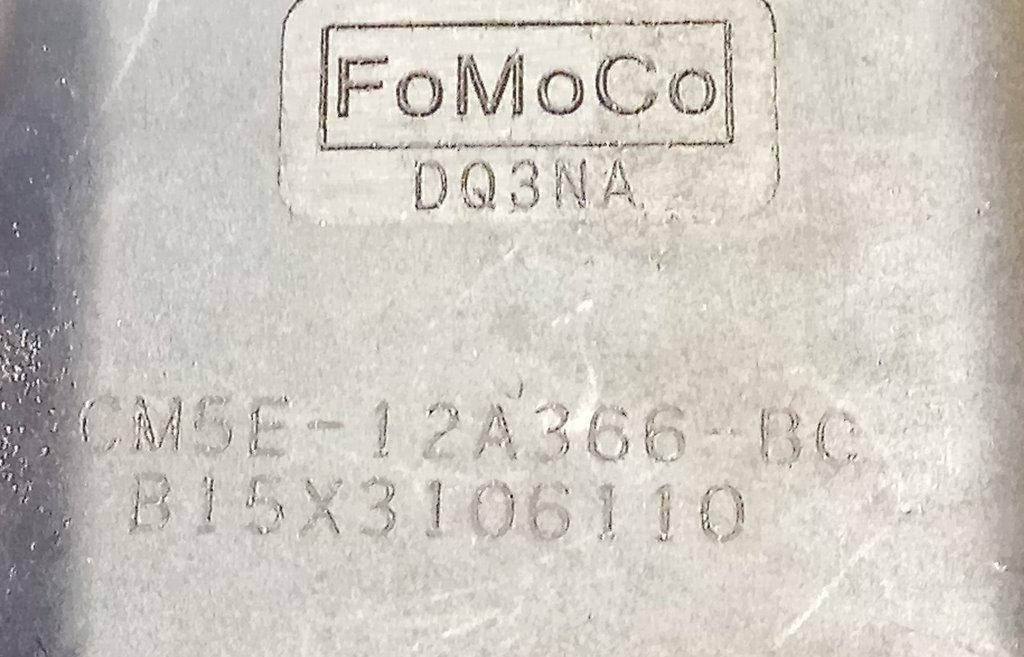 FoMoCo
DQ3NA
CM5E-12A366-BC
B15X3106110